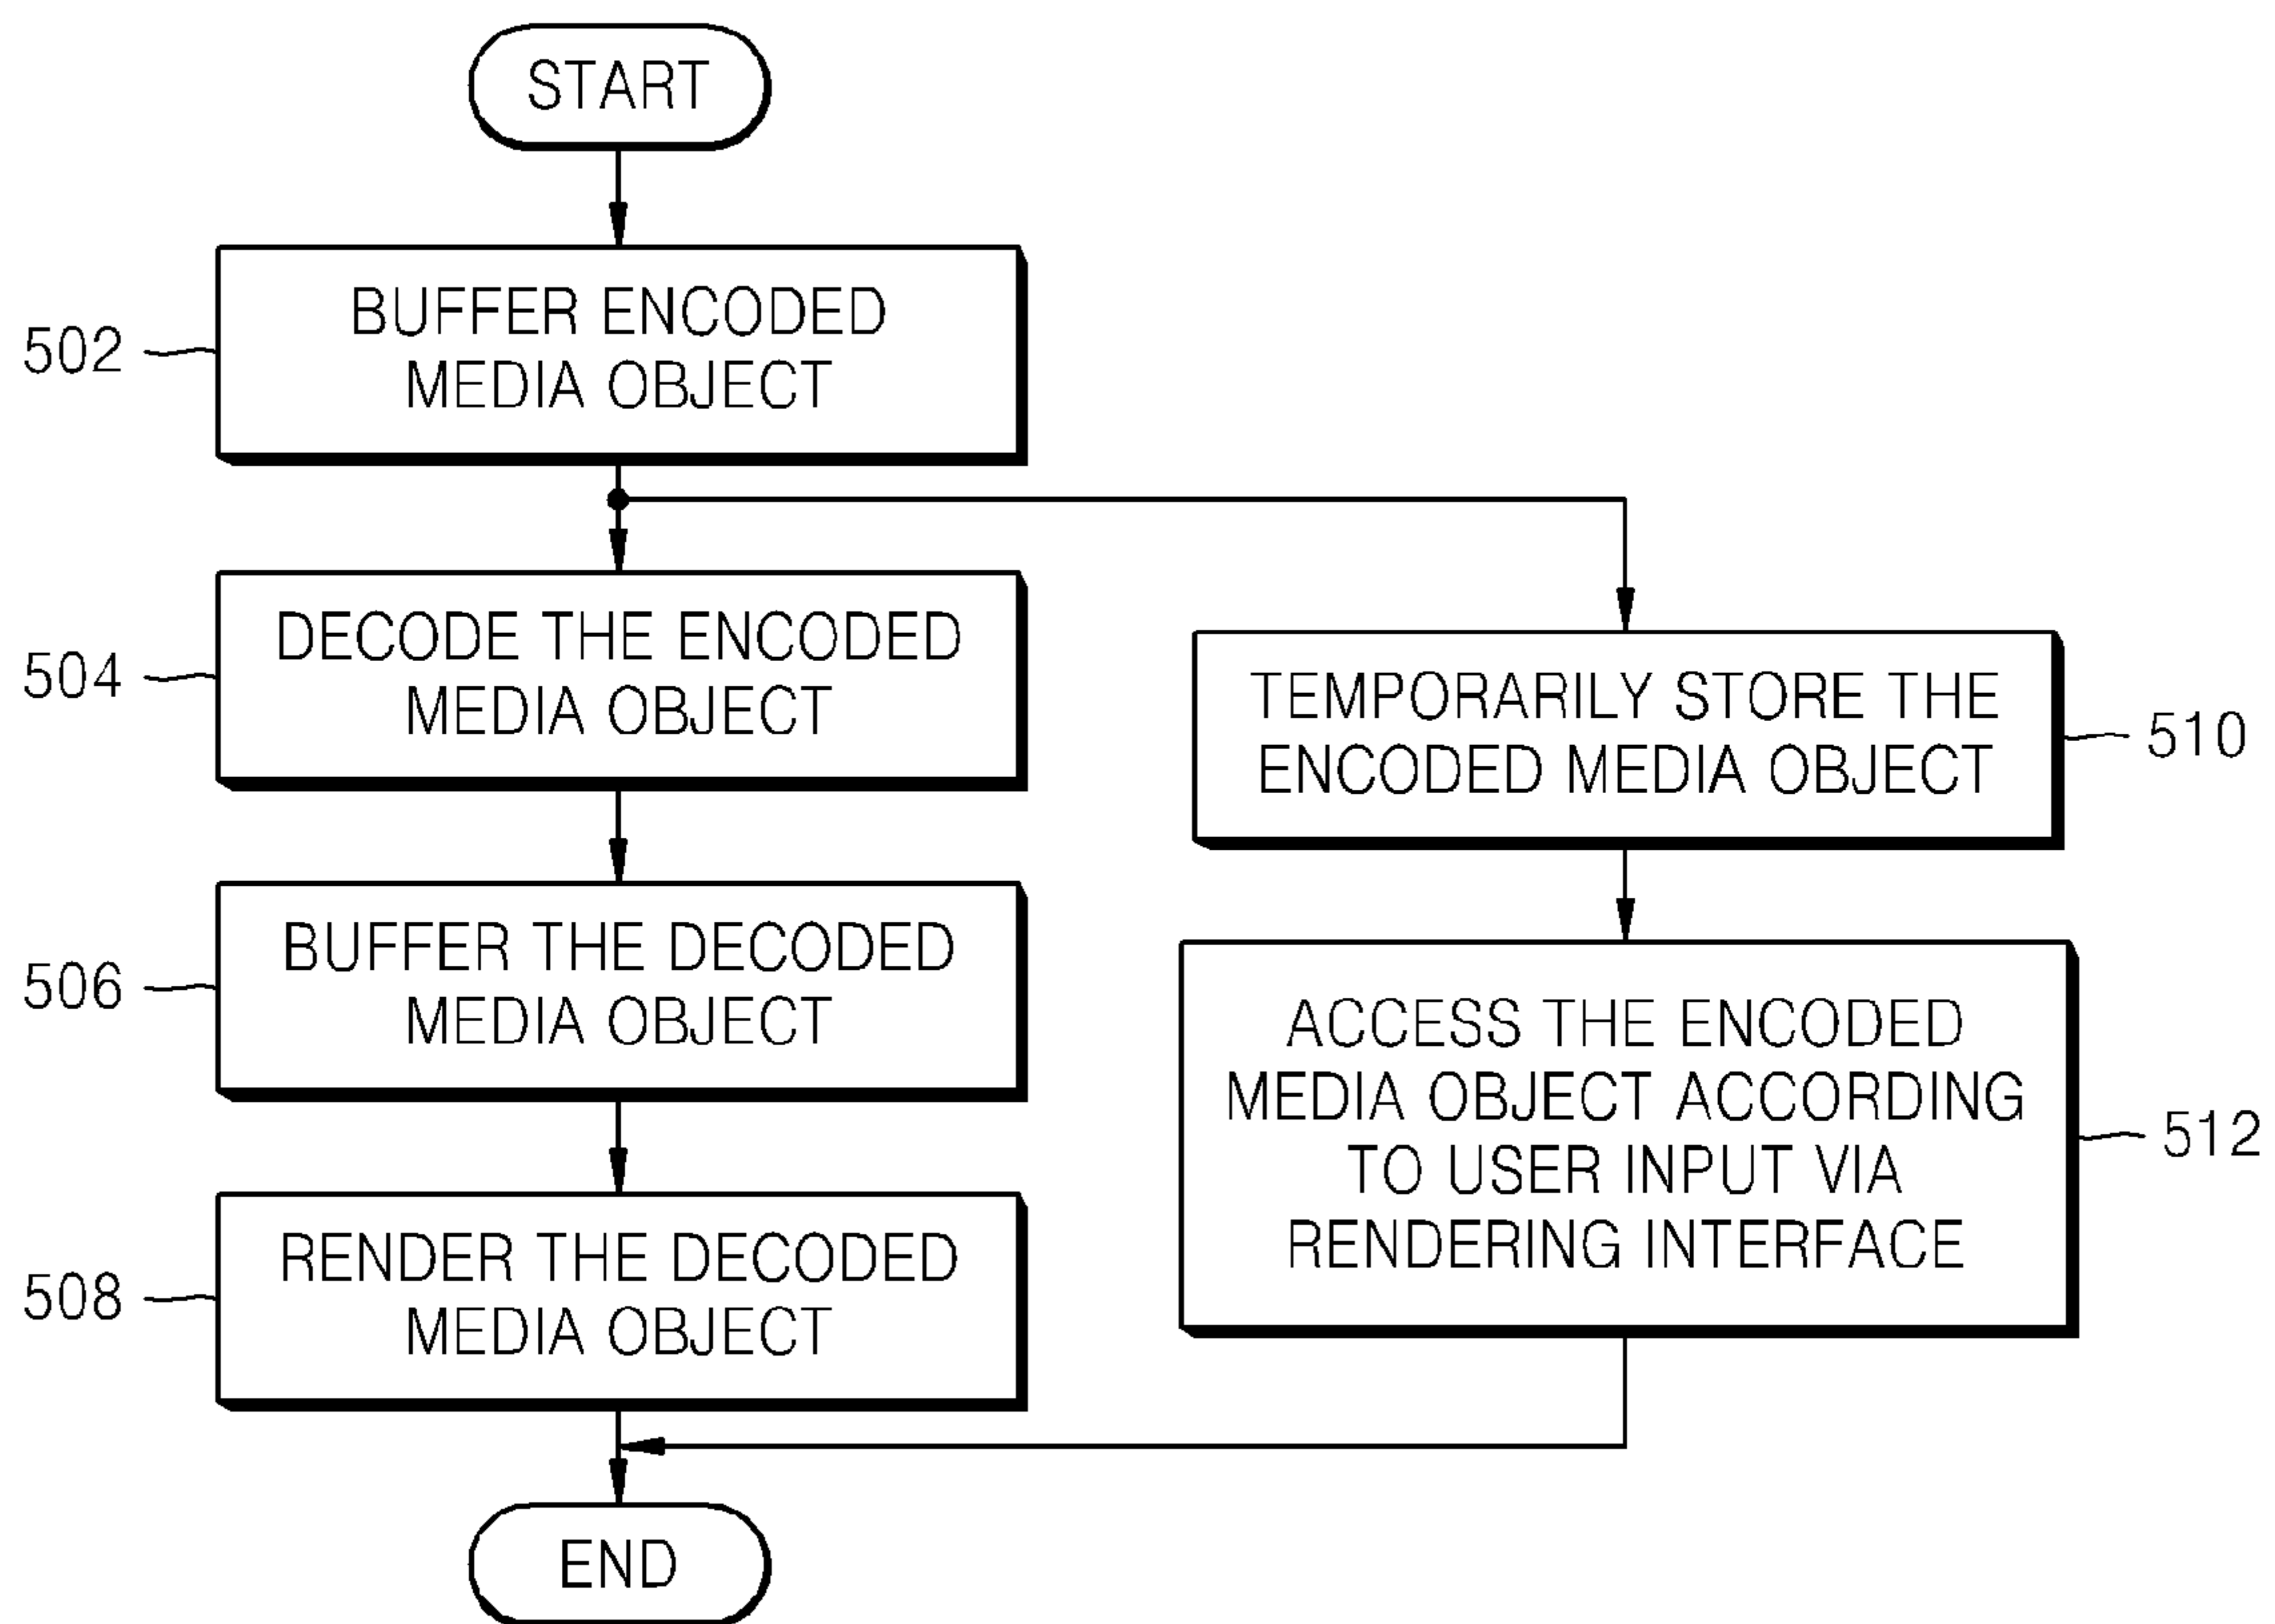 START
502
BUFFER ENCODED
MEDIA OBJECT
504
DECODE THE ENCODED
MEDIA OBJECT
506
BUFFER THE DECODED
MEDIA OBJECT
508
RENDER THE DECODED
MEDIA OBJECT
TEMPORARILY STORE THE
ENCODED MEDIA OBJECT
510
ACCESS THE ENCODED
MEDIA OBJECT ACCORDING
TO USER INPUT VIA
RENDERING INTERFACE
512
END